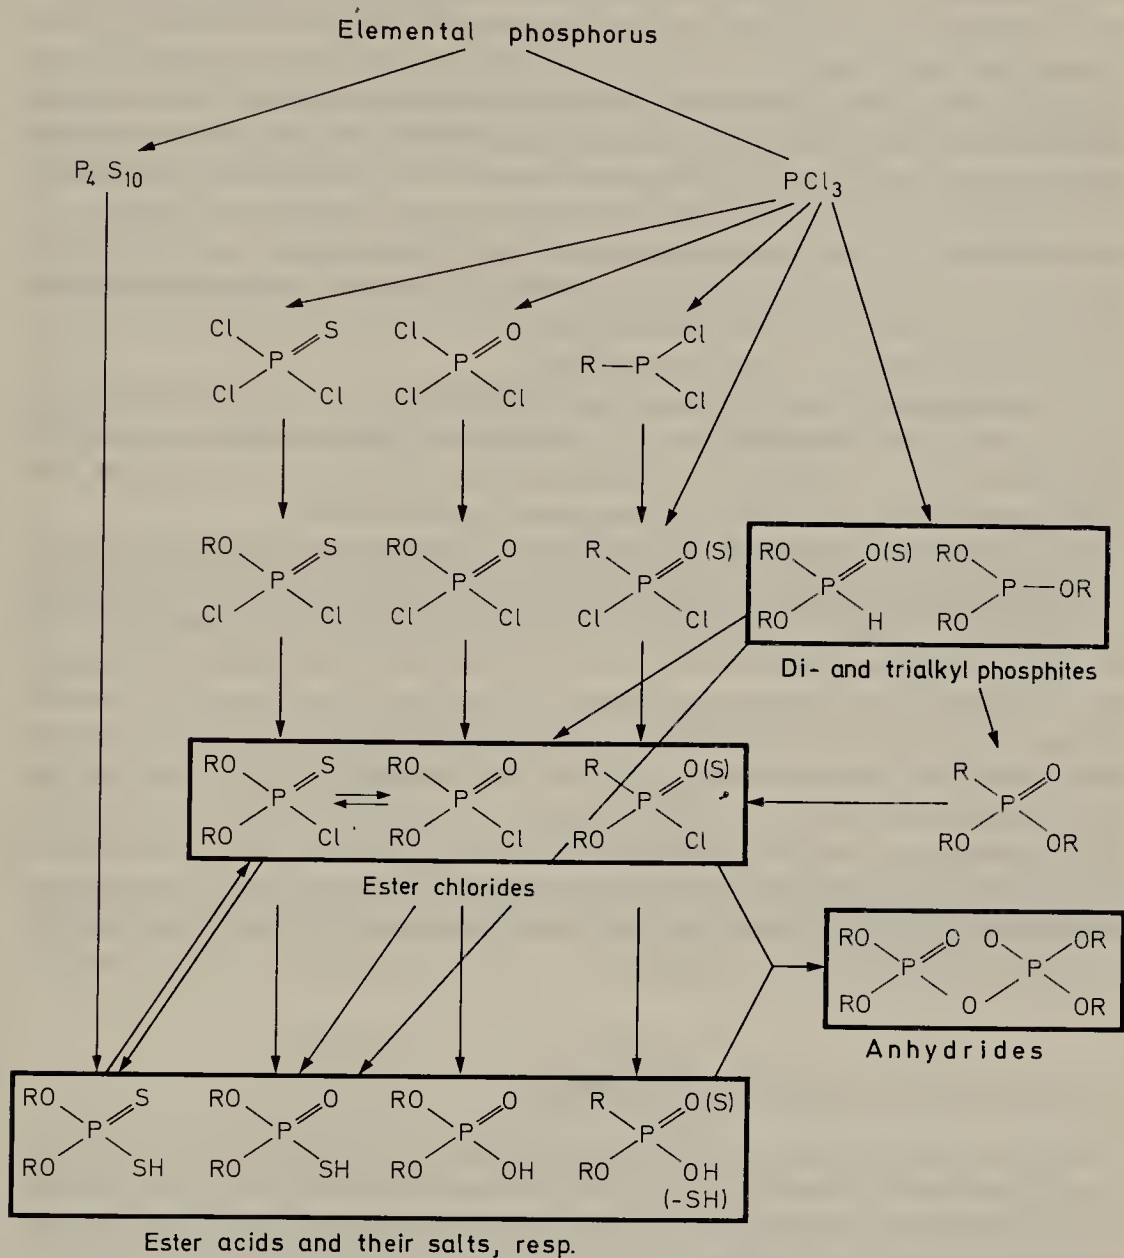 Elemental phosphorus
P4 S10
PCl3
Cl S Cl O Cl
P P R—P
Cl Cl Cl Cl Cl
RO S RO O R O(S) RO O(S) RO
P P P P P—OR
Cl Cl Cl Cl Cl Cl RO H RO
Di- and trialkyl phosphites
RO S RO O R O(S) R O
P P P P
RO Cl RO Cl RO Cl RO OR
Ester chlorides
RO O O OR
P P
RO O OR
Anhydrides
RO S RO O RO O R O(S)
P P P P
RO SH RO SH RO OH RO OH
(-SH)
Ester acids and their salts, resp.